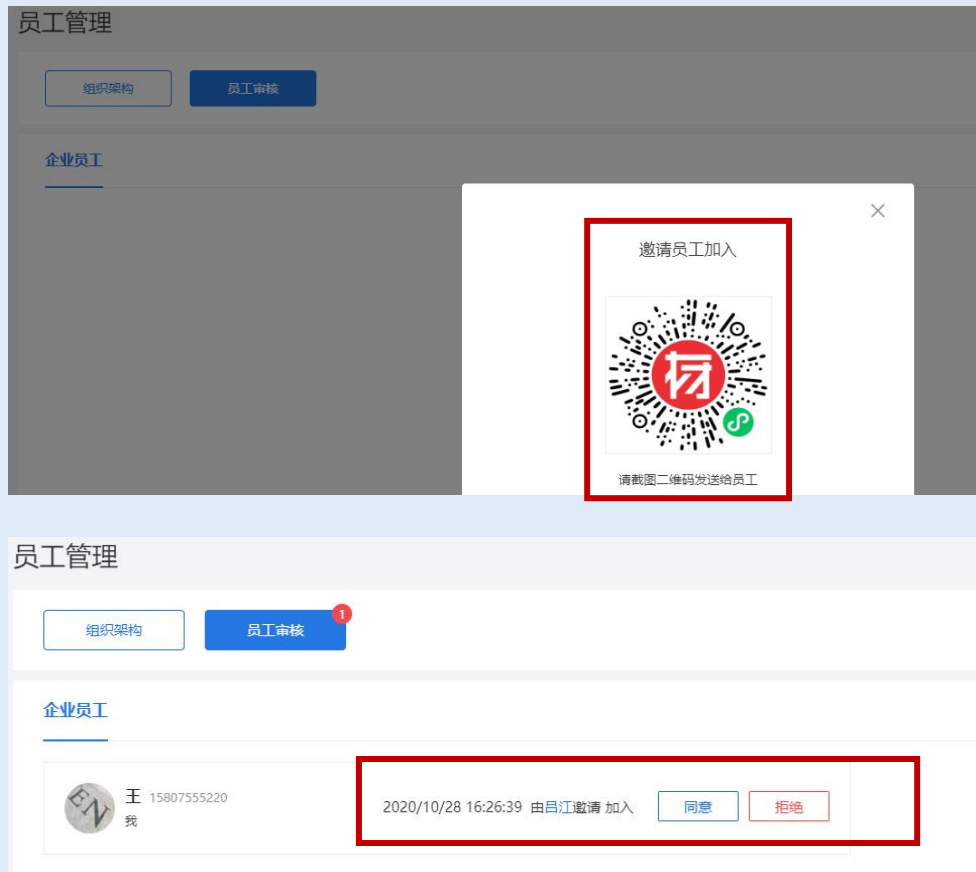 员工管理
组织架构 员工审核
企业员工
邀请员工加入
请截图二维码发送给员工
员工管理
组织架构 员工审核 1
企业员工
王 15807555220
我
EN
2020/10/28 16:26:39 由吕江邀请 加入 同意 拒绝